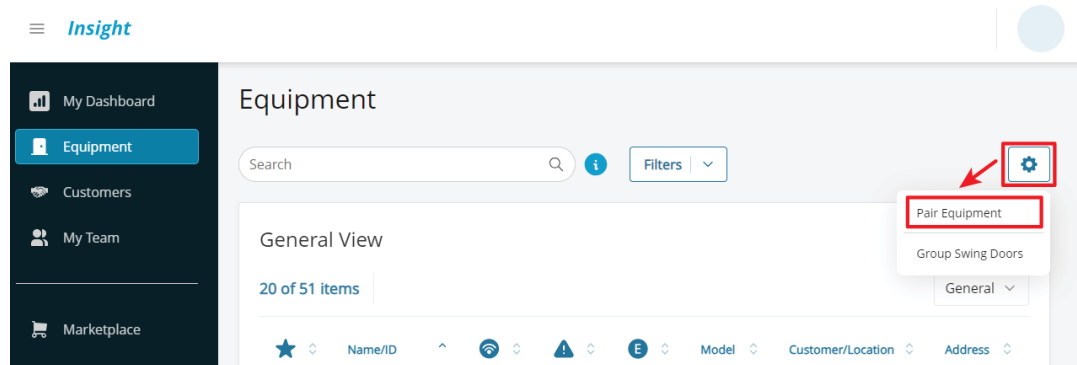 Insight
My Dashboard
Equipment
Customers
My Team
Marketplace
Equipment
Search
i
Filters
Pair Equipment
Group Swing Doors
General View
20 of 51 items
General
Name/ID
E
Model
Customer/Location
Address